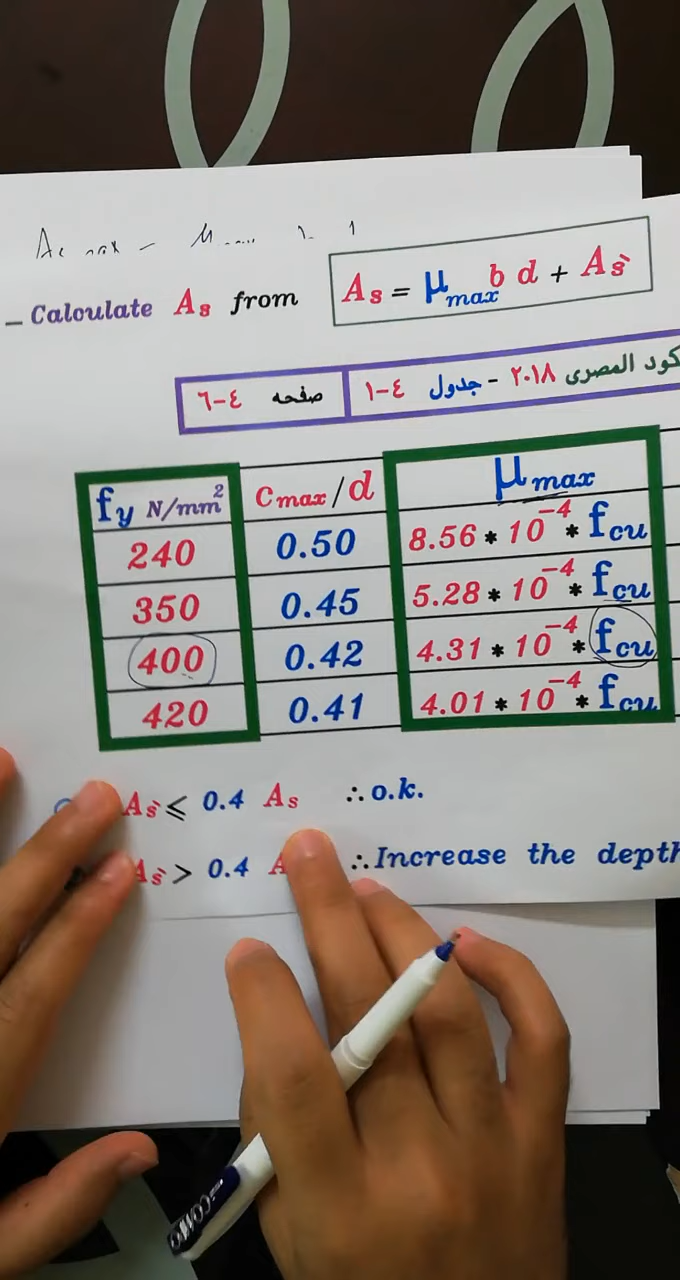 – Calculate As from As = μmax b d + As̀
كود المصرى ٢٠١٨ - جدول ٤-١ صفحه ٤-٦
fy N/mm² Cmax/d μmax
240 0.50 8.56 * 10⁻⁴ * fcu
350 0.45 5.28 * 10⁻⁴ * fcu
400 0.42 4.31 * 10⁻⁴ * fcu
420 0.41 4.01 * 10⁻⁴ * fcu
As̀ ⩽ 0.4 As ∴ o.k.
As̀ > 0.4 ∴ Increase the depth